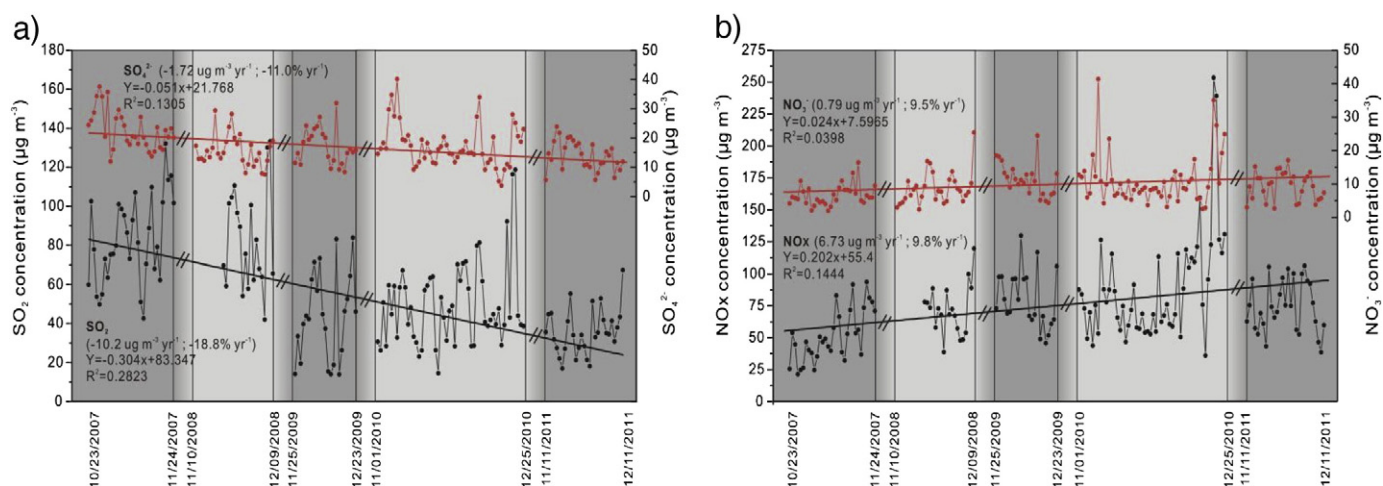 a)
SO₂ concentration (µg m⁻³)
180
160
140
120
100
80
60
40
20
0
SO₄²⁻ (-1.72 ug m⁻³ yr⁻¹ ; -11.0% yr⁻¹)
Y=-0.051x+21.768
R²=0.1305
SO₂
(-10.2 ug m⁻³ yr⁻¹ ; -18.8% yr⁻¹)
Y=-0.304x+83.347
R²=0.2823
50
40
30
20
10
0
SO₄²⁻ concentration (µg m⁻³)
10/23/2007
11/24/2007
11/10/2008
12/09/2008
11/25/2009
12/23/2009
11/01/2010
12/25/2010
11/11/2011
12/11/2011
b)
NOx concentration (µg m⁻³)
275
250
225
200
175
150
125
100
75
50
25
0
NO₃⁻ (0.79 ug m⁻³ yr⁻¹ ; 9.5% yr⁻¹)
Y=0.024x+7.5965
R²=0.0398
NOx (6.73 ug m⁻³ yr⁻¹ ; 9.8% yr⁻¹)
Y=0.202x+55.4
R²=0.1444
50
40
30
20
10
0
NO₃⁻ concentration (µg m⁻³)
10/23/2007
11/24/2007
11/10/2008
12/09/2008
11/25/2009
12/23/2009
11/01/2010
12/25/2010
11/11/2011
12/11/2011